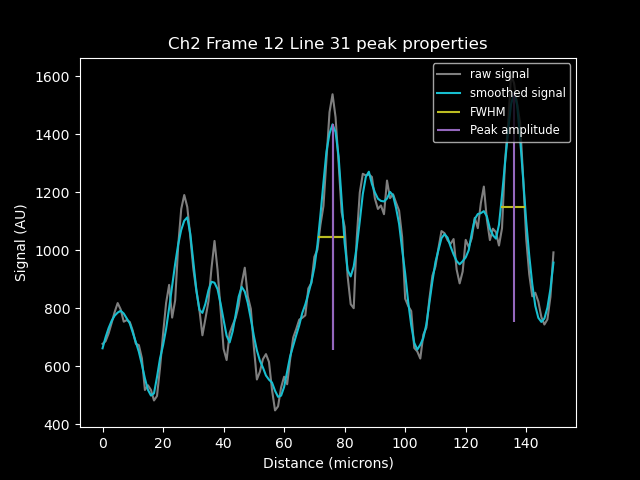 Ch2 Frame 12 Line 31 peak properties
raw signal
smoothed signal
FWHM
Peak amplitude
Signal (AU)
1600
1400
1200
1000
800
600
400
0 20 40 60 80 100 120 140
Distance (microns)